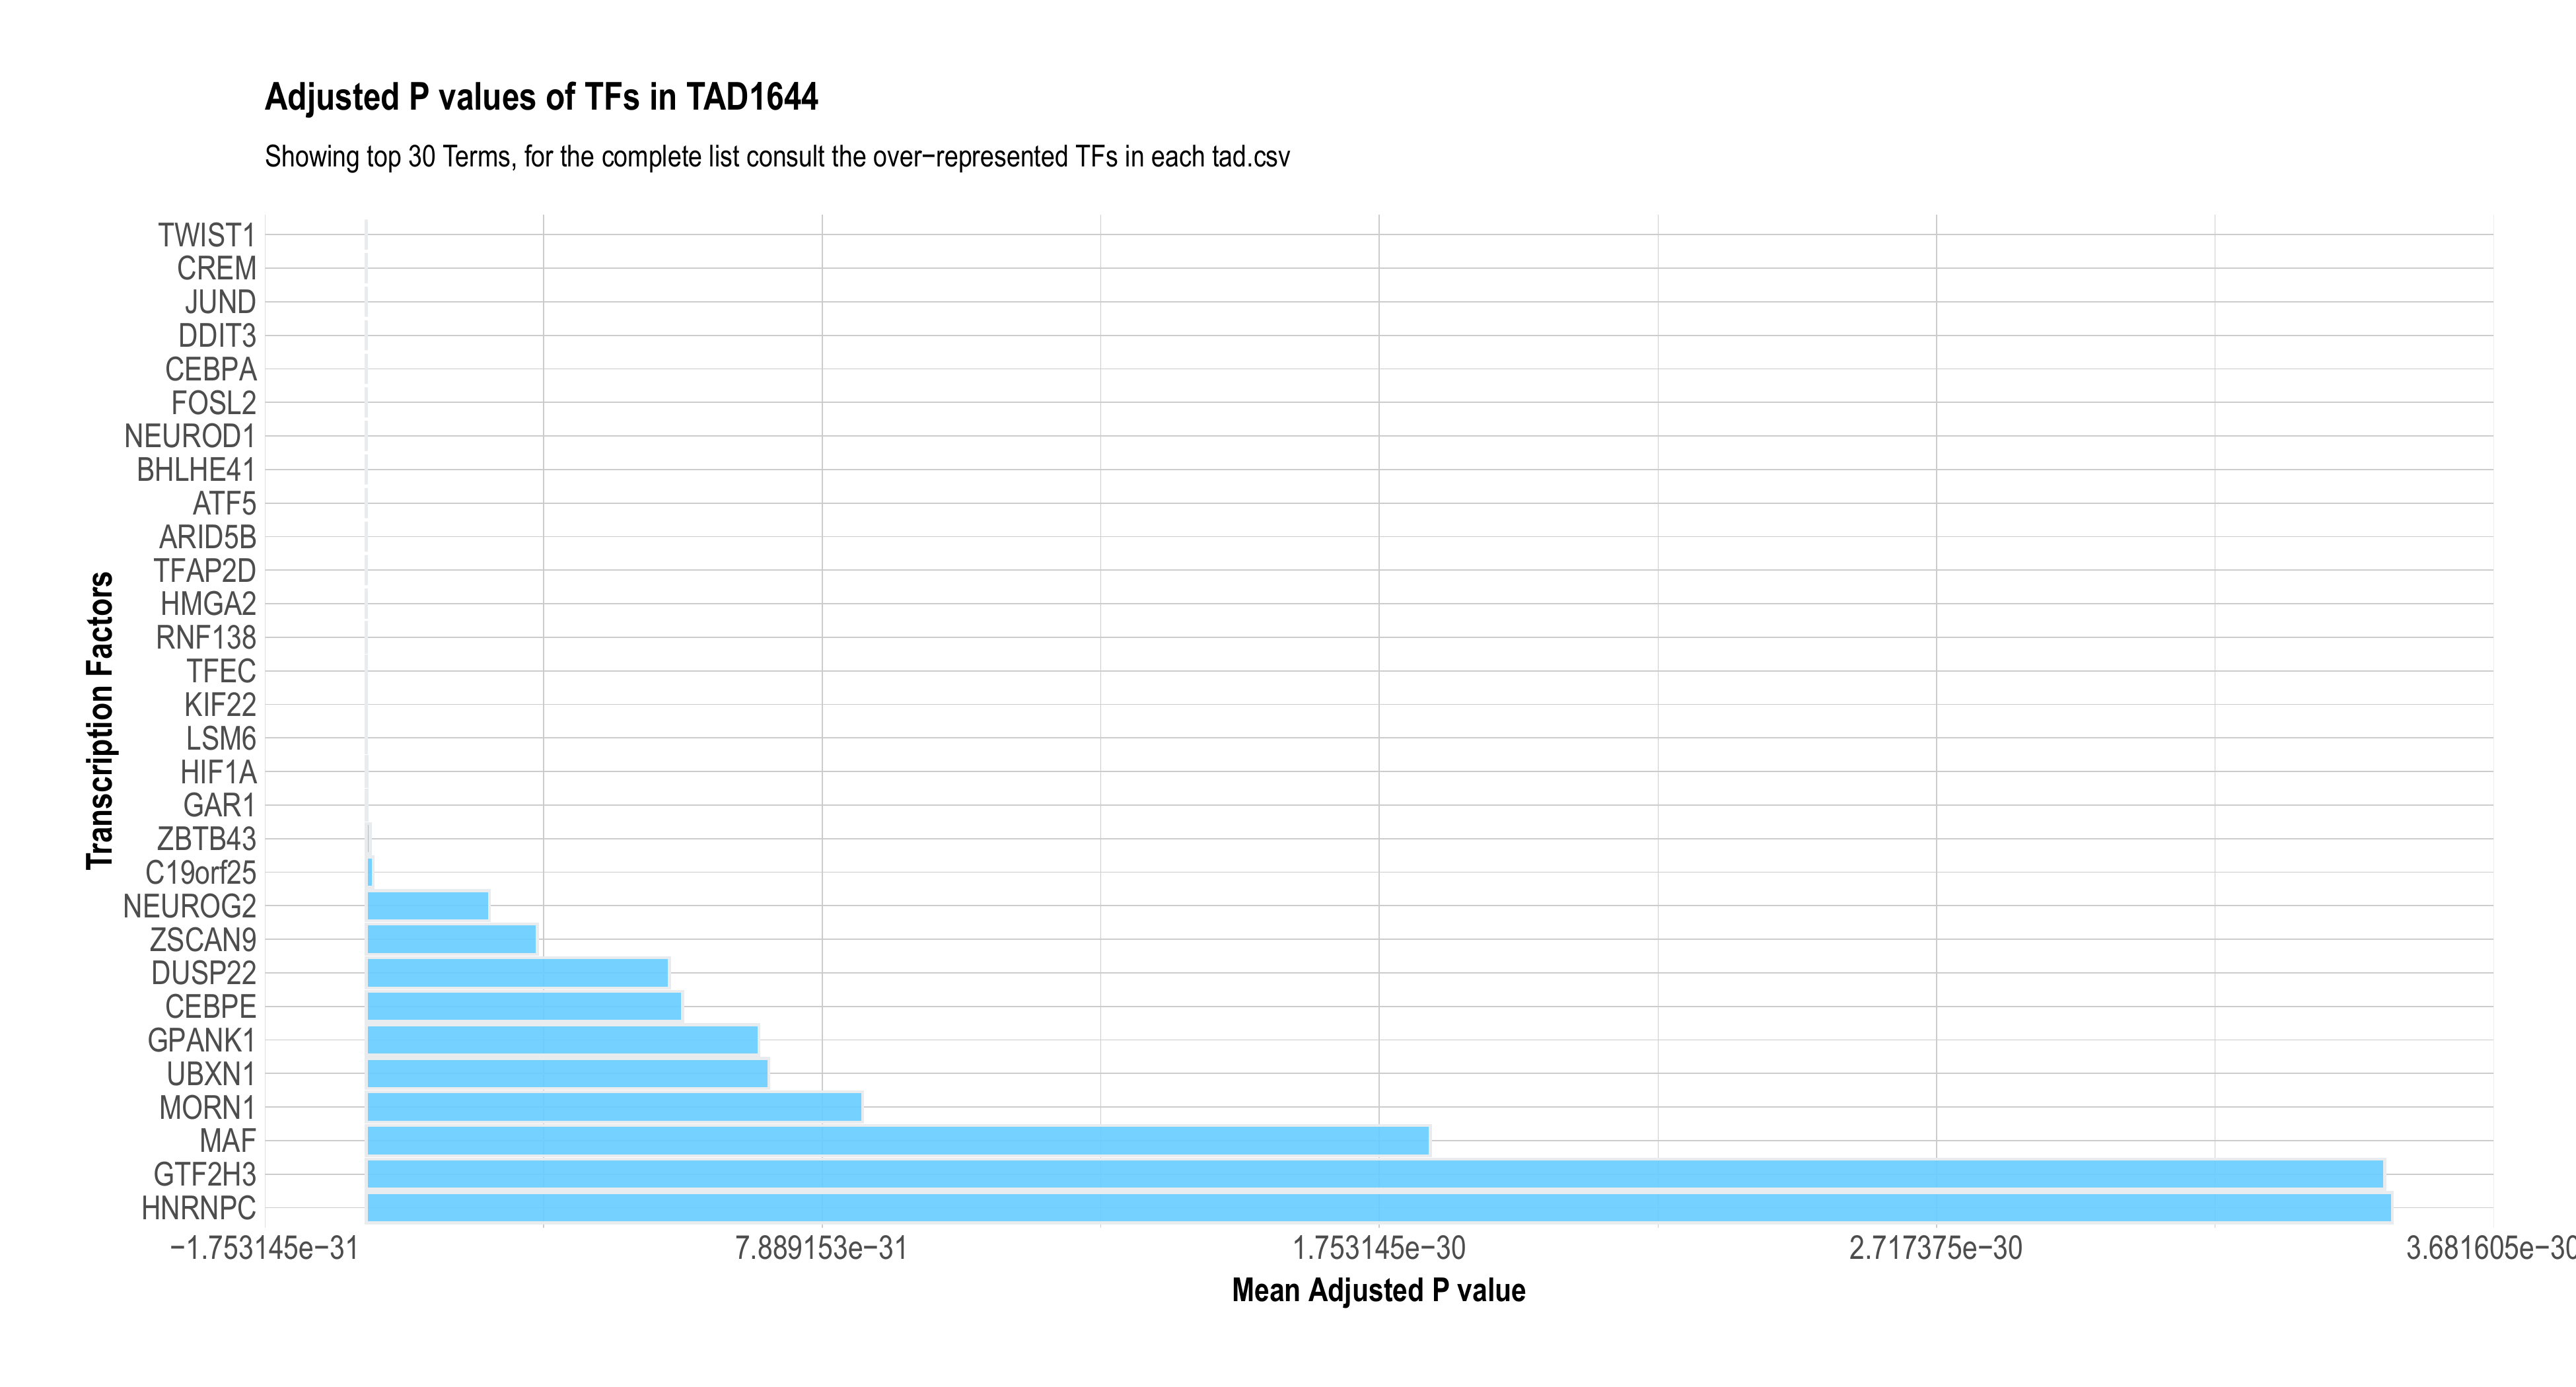 Adjusted P values of TFs in TAD1644
Showing top 30 Terms, for the complete list consult the over−represented TFs in each tad.csv
Transcription Factors
TWIST1
CREM
JUND
DDIT3
CEBPA
FOSL2
NEUROD1
BHLHE41
ATF5
ARID5B
TFAP2D
HMGA2
RNF138
TFEC
KIF22
LSM6
HIF1A
GAR1
ZBTB43
C19orf25
NEUROG2
ZSCAN9
DUSP22
CEBPE
GPANK1
UBXN1
MORN1
MAF
GTF2H3
HNRNPC
−1.753145e−31 7.889153e−31 1.753145e−30 2.717375e−30 3.681605e−30
Mean Adjusted P value